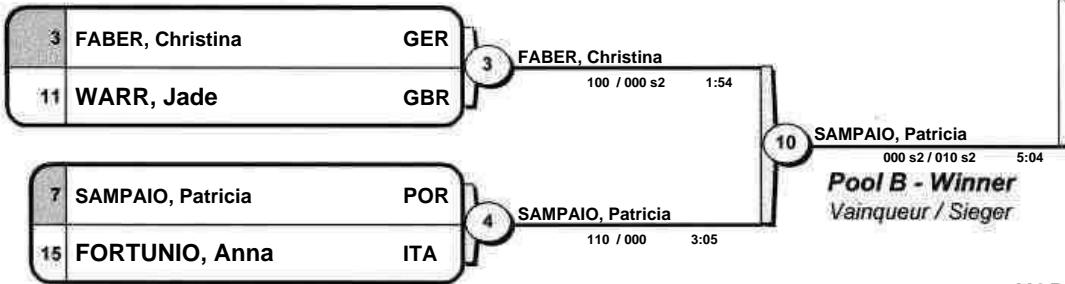 3 FABER, Christina GER
11 WARR, Jade GBR
3 FABER, Christina
100 / 000 s2 1:54
10 SAMPAIO, Patricia
000 s2 / 010 s2 5:04
Pool B - Winner
Vainqueur / Sieger
7 SAMPAIO, Patricia POR
15 FORTUNIO, Anna ITA
4 SAMPAIO, Patricia
110 / 000 3:05